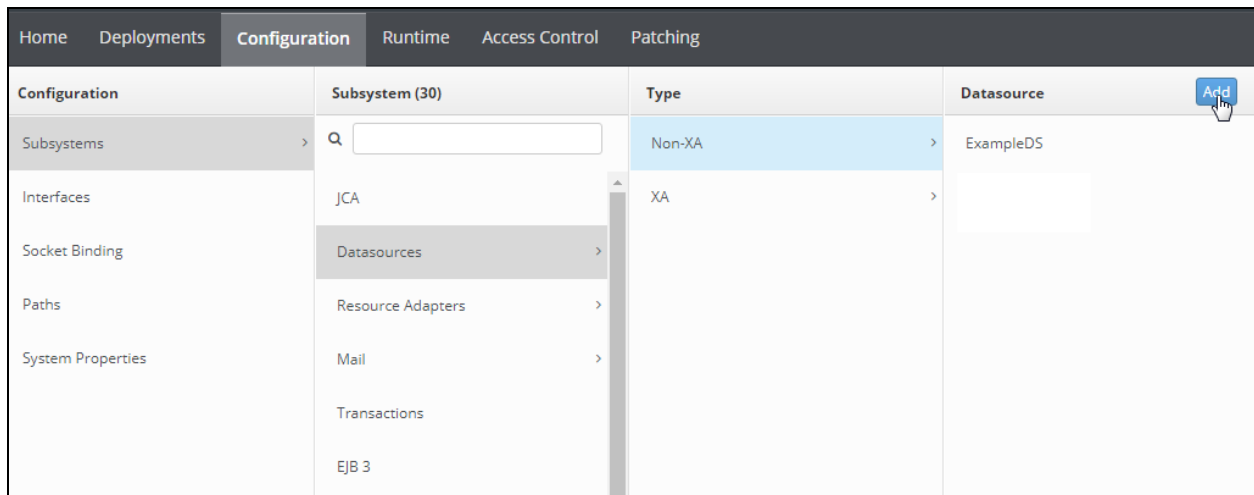 Home Deployments Configuration Runtime Access Control Patching
Configuration
Subsystems
Interfaces
Socket Binding
Paths
System Properties
Subsystem (30)
JCA
Datasources
Resource Adapters
Mail
Transactions
EJB 3
Type
Non-XA
XA
Datasource Add
ExampleDS